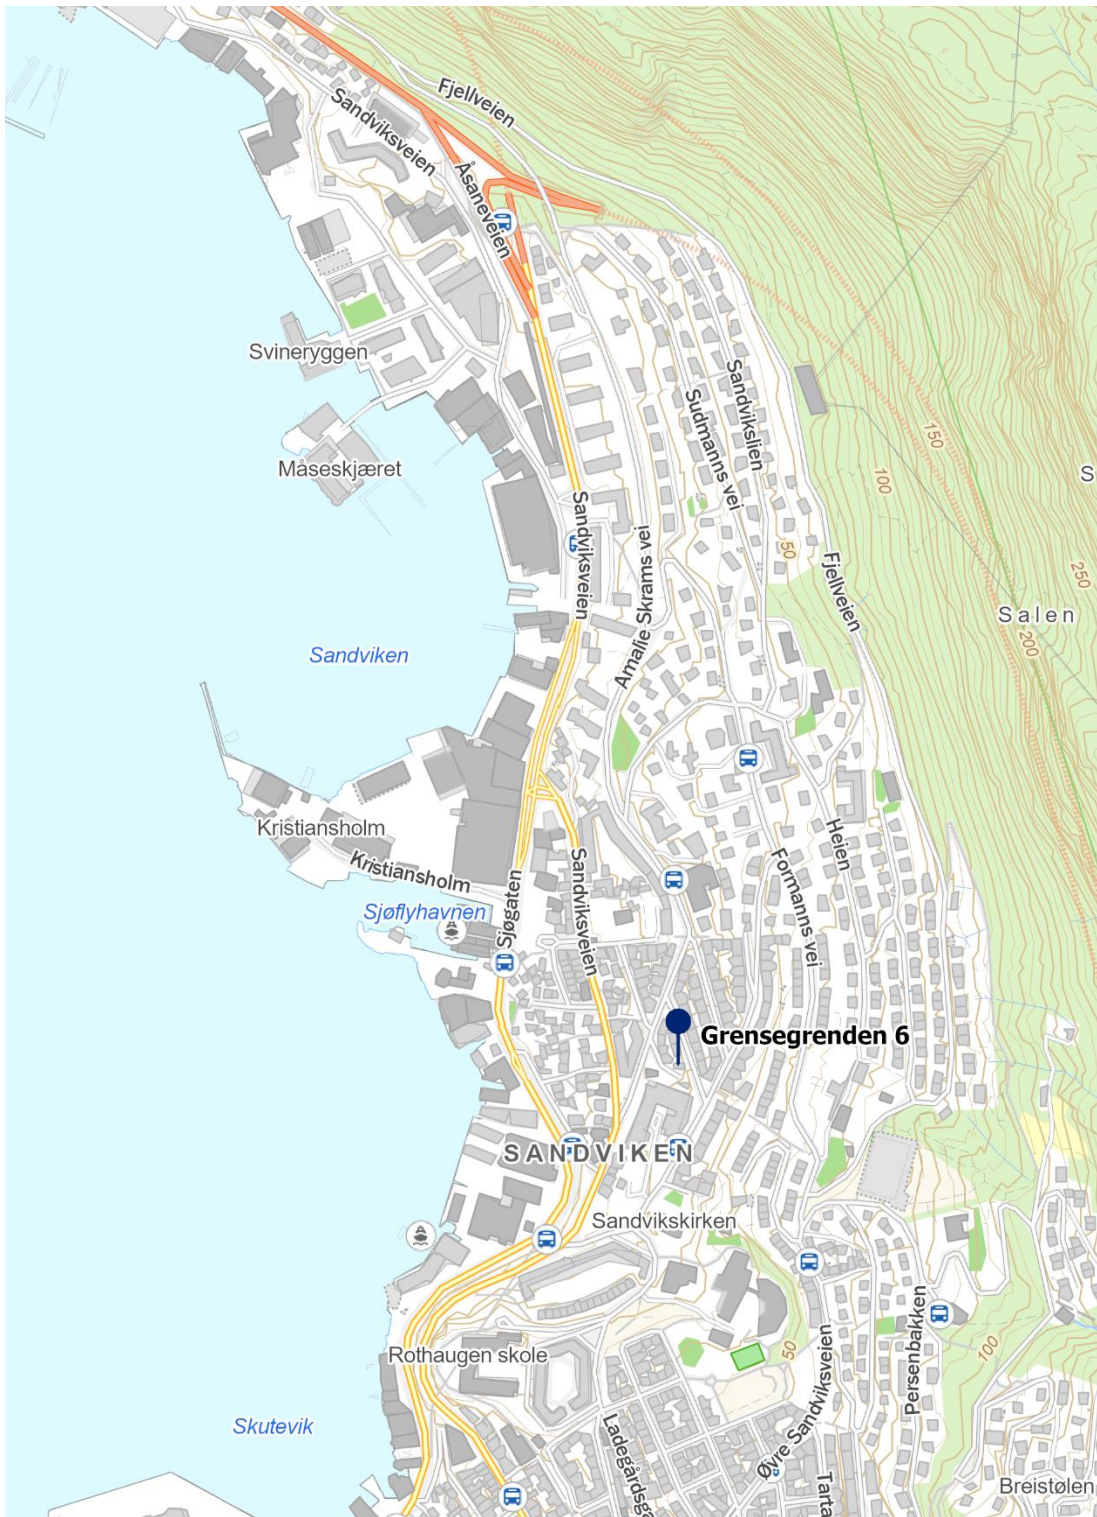 Fjellveien
Sandviksveien
Åsaneveien
Svineryggen
Sandvikslien
Sudmanns vei
150
100
Måseskjæret
S
Sandviksveien
50
Fjellveien
250
Amalie Skrams vei
Salen
200
Sandviken
Kristiansholm
Heien
Kristiansholm
Formanns vei
Sandviksveien
Sjøgaten
Sjøflyhavnen
Grensegrenden 6
SANDVIKEN
Sandvikskirken
Persenbakken
50
100
Rothaugen skole
Øvre Sandviksveien
Skutevik
Ladegårdsga
Tarta
Breistølen